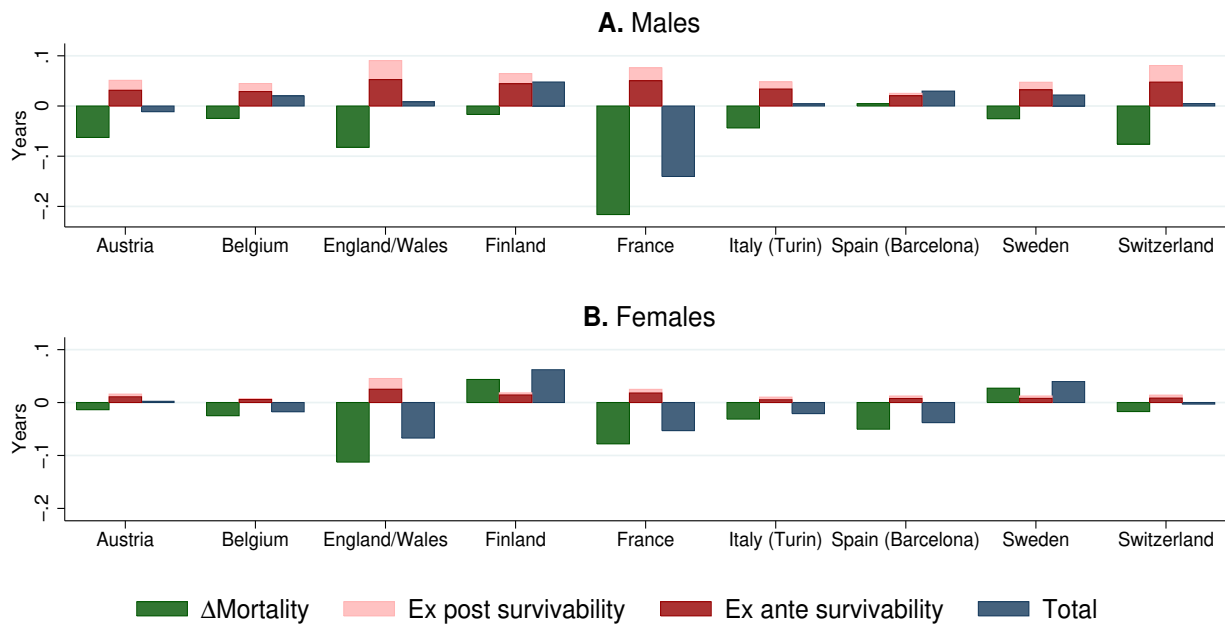 A. Males
Years
.1
0
−.1
−.2
Austria Belgium England/Wales Finland France Italy (Turin) Spain (Barcelona) Sweden Switzerland
B. Females
Years
.1
0
−.1
−.2
Austria Belgium England/Wales Finland France Italy (Turin) Spain (Barcelona) Sweden Switzerland
ΔMortality Ex post survivability Ex ante survivability Total